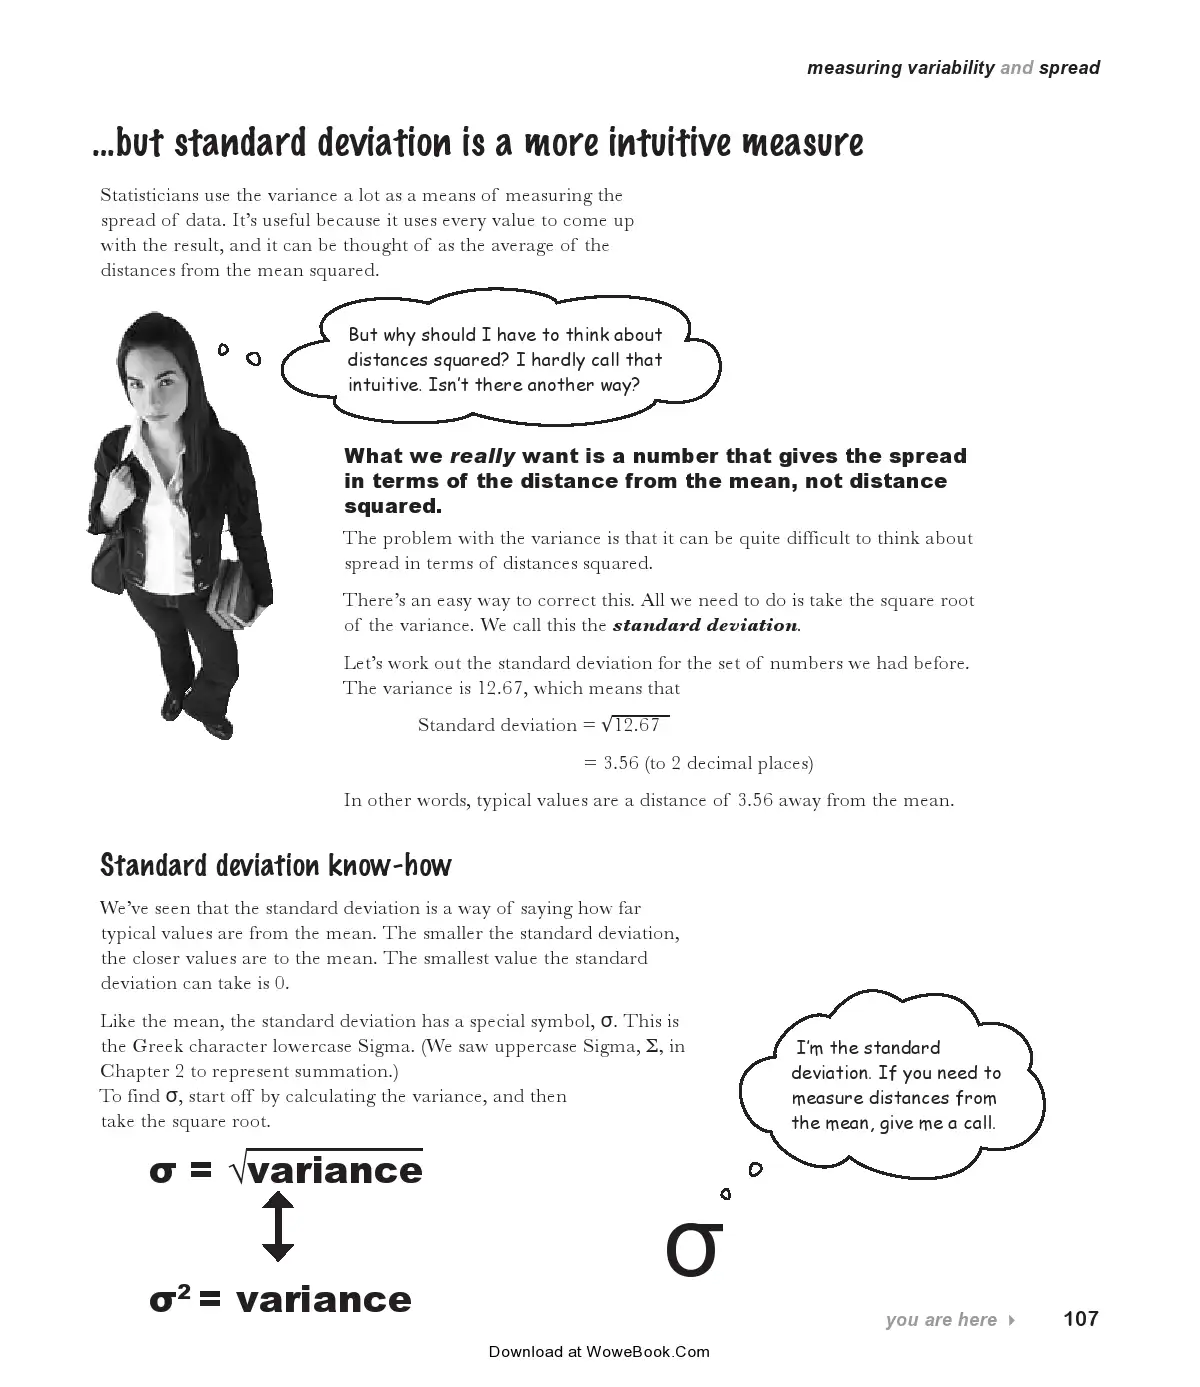 measuring variability and spread
...but standard deviation is a more intuitive measure
Statisticians use the variance a lot as a means of measuring the
spread of data. It's useful because it uses every value to come up
with the result, and it can be thought of as the average of the
distances from the mean squared.
But why should I have to think about
distances squared? I hardly call that
intuitive. Isn't there another way?
What we really want is a number that gives the spread
in terms of the distance from the mean, not distance
squared.
The problem with the variance is that it can be quite difficult to think about
spread in terms of distances squared.
There's an easy way to correct this. All we need to do is take the square root
of the variance. We call this the standard deviation.
Let's work out the standard deviation for the set of numbers we had before.
The variance is 12.67, which means that
Standard deviation = √12.67
= 3.56 (to 2 decimal places)
In other words, typical values are a distance of 3.56 away from the mean.
Standard deviation know-how
We've seen that the standard deviation is a way of saying how far
typical values are from the mean. The smaller the standard deviation,
the closer values are to the mean. The smallest value the standard
deviation can take is 0.
Like the mean, the standard deviation has a special symbol, σ. This is
the Greek character lowercase Sigma. (We saw uppercase Sigma, Σ, in
Chapter 2 to represent summation.)
To find σ, start off by calculating the variance, and then
take the square root.
I'm the standard
deviation. If you need to
measure distances from
the mean, give me a call.
σ = √variance
σ
σ² = variance
you are here ▸ 107
Download at WoweBook.Com